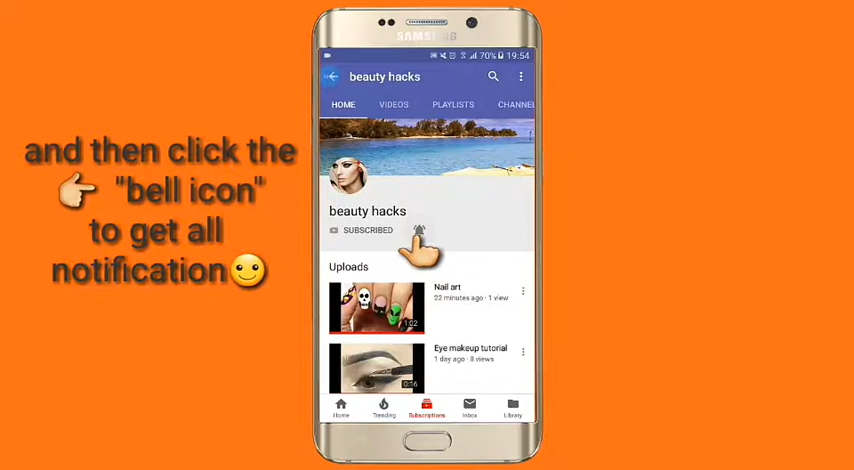 and then click the
"bell icon"
to get all
notification
SAMSUNG
70% 19:54
beauty hacks
HOME VIDEOS PLAYLISTS CHANNEL
beauty hacks
SUBSCRIBED
Uploads
Nail art
22 minutes ago · 1 view
1:02
Eye makeup tutorial
1 day ago · 8 views
0:16
Home Trending Subscriptions Inbox Library